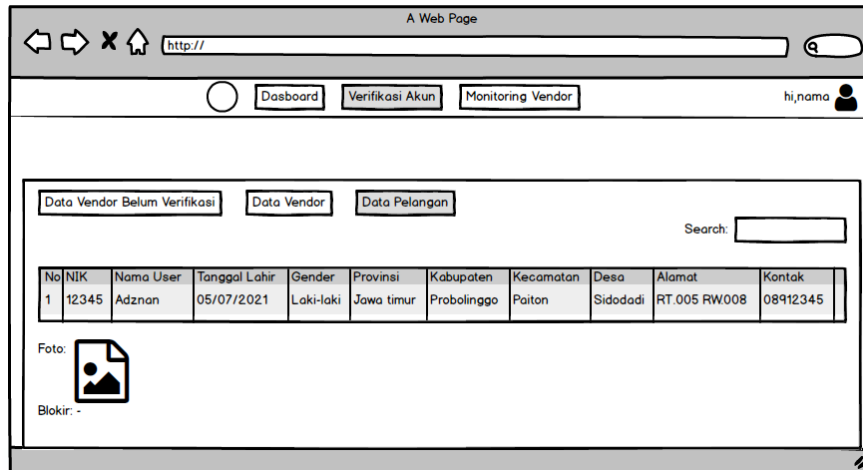 A Web Page
http://
Dasboard Verifikasi Akun Monitoring Vendor hi,nama
Data Vendor Belum Verifikasi Data Vendor Data Pelangan
Search:
No NIK Nama User Tanggal Lahir Gender Provinsi Kabupaten Kecamatan Desa Alamat Kontak
1 12345 Adznan 05/07/2021 Laki-laki Jawa timur Probolinggo Paiton Sidodadi RT.005 RW.008 08912345
Foto:
Blokir: -